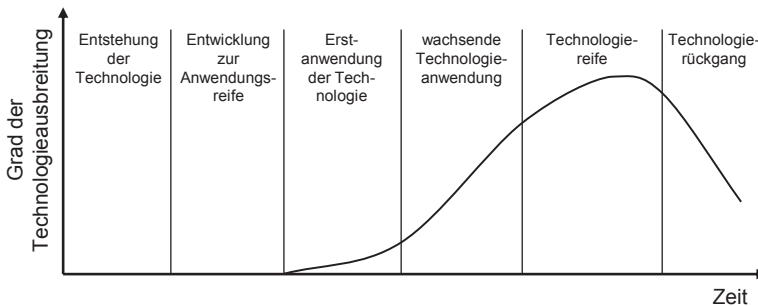 Entstehung
der
Technologie
Entwicklung
zur
Anwendungs-
reife
Erst-
anwendung
der Tech-
nologie
wachsende
Technologie-
anwendung
Technologie-
reife
Technologie-
rückgang
Grad der
Technologieausbreitung
Zeit